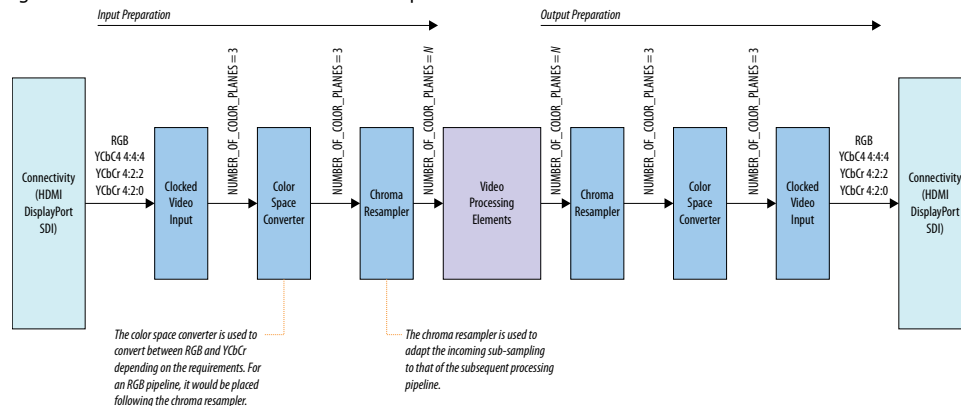 Input Preparation
Output Preparation
NUMBER_OF_COLOR_PLANES = 3
NUMBER_OF_COLOR_PLANES = 3
NUMBER_OF_COLOR_PLANES = N
NUMBER_OF_COLOR_PLANES = N
NUMBER_OF_COLOR_PLANES = 3
NUMBER_OF_COLOR_PLANES = 3
Connectivity
(HDMI
DisplayPort
SDI)
RGB
YCbC4 4:4:4
YCbCr 4:2:2
YCbCr 4:2:0
Clocked
Video
Input
Color
Space
Converter
Chroma
Resampler
Video
Processing
Elements
Chroma
Resampler
Color
Space
Converter
Clocked
Video
Input
RGB
YCbC4 4:4:4
YCbCr 4:2:2
YCbCr 4:2:0
Connectivity
(HDMI
DisplayPort
SDI)
The color space converter is used to
convert between RGB and YCbCr
depending on the requirements. For
an RGB pipeline, it would be placed
following the chroma resampler.
The chroma resampler is used to
adapt the incoming sub-sampling
to that of the subsequent processing
pipeline.